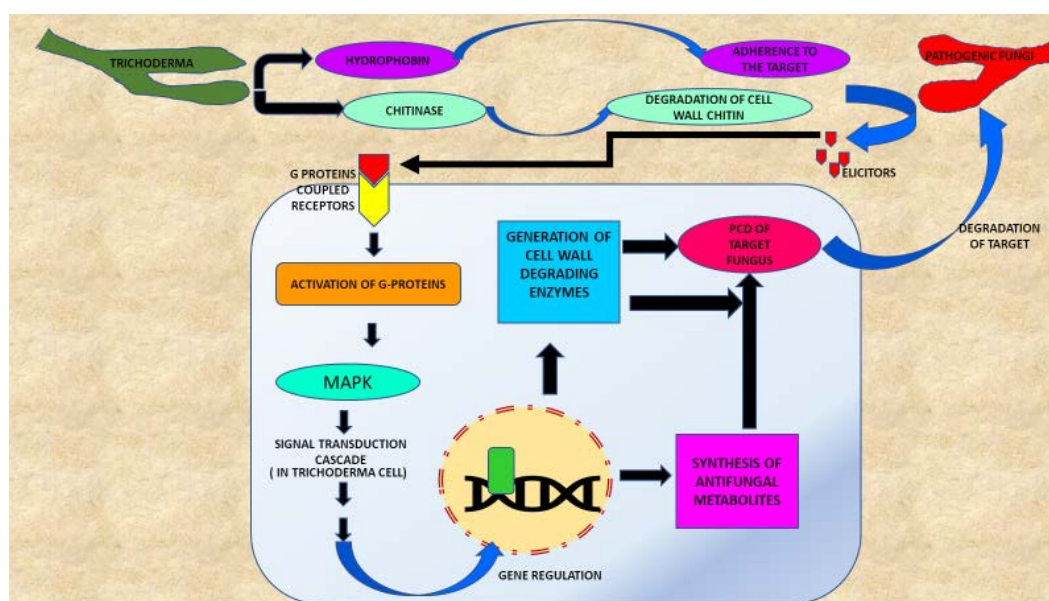 TRICHODERMA
HYDROPHOBIN
ADHERENCE TO
THE TARGET
PATHOGENIC FUNGI
CHITINASE
DEGRADATION OF CELL
WALL CHITIN
G PROTEINS
COUPLED
RECEPTORS
ELICITORS
GENERATION OF
CELL WALL
DEGRADING
ENZYMES
PCD OF
TARGET
FUNGUS
DEGRADATION
OF TARGET
ACTIVATION OF G-PROTEINS
MAPK
SIGNAL TRANSDUCTION
CASCADE
( IN TRICHODERMA CELL)
SYNTHESIS OF
ANTIFUNGAL
METABOLITES
GENE REGULATION